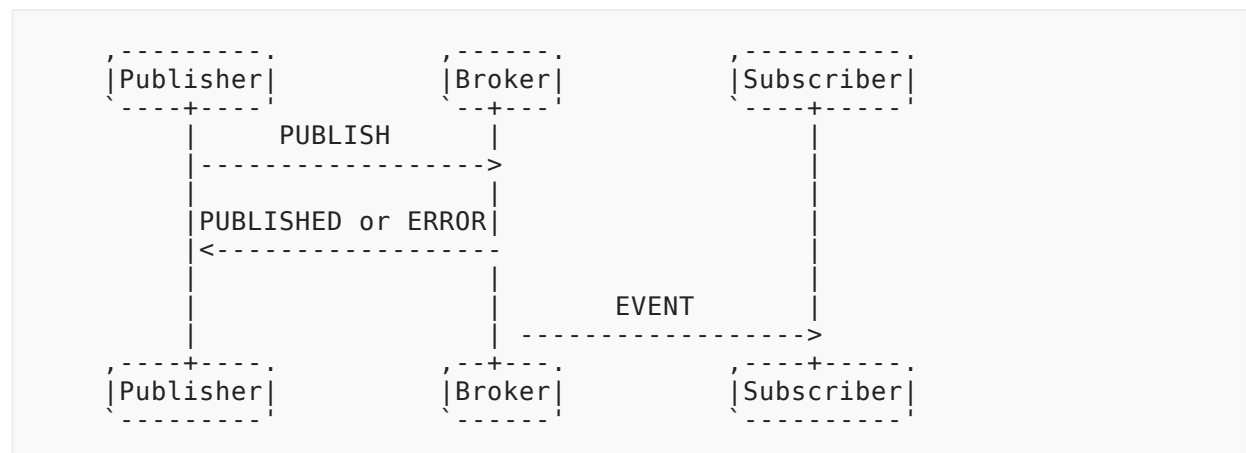 ,---------.          ,------.          ,----------.
|Publisher|          |Broker|          |Subscriber|
`----+----'          `--+---'          `----+-----'
     |     PUBLISH      |                   |
     |------------------>                   |
     |                  |                   |
     |PUBLISHED or ERROR|                   |
     |<------------------                   |
     |                  |                   |
     |                  |       EVENT       |
     |                  | ------------------>
,----+----.          ,--+---.          ,----+-----.
|Publisher|          |Broker|          |Subscriber|
`---------'          `------'          `----------'